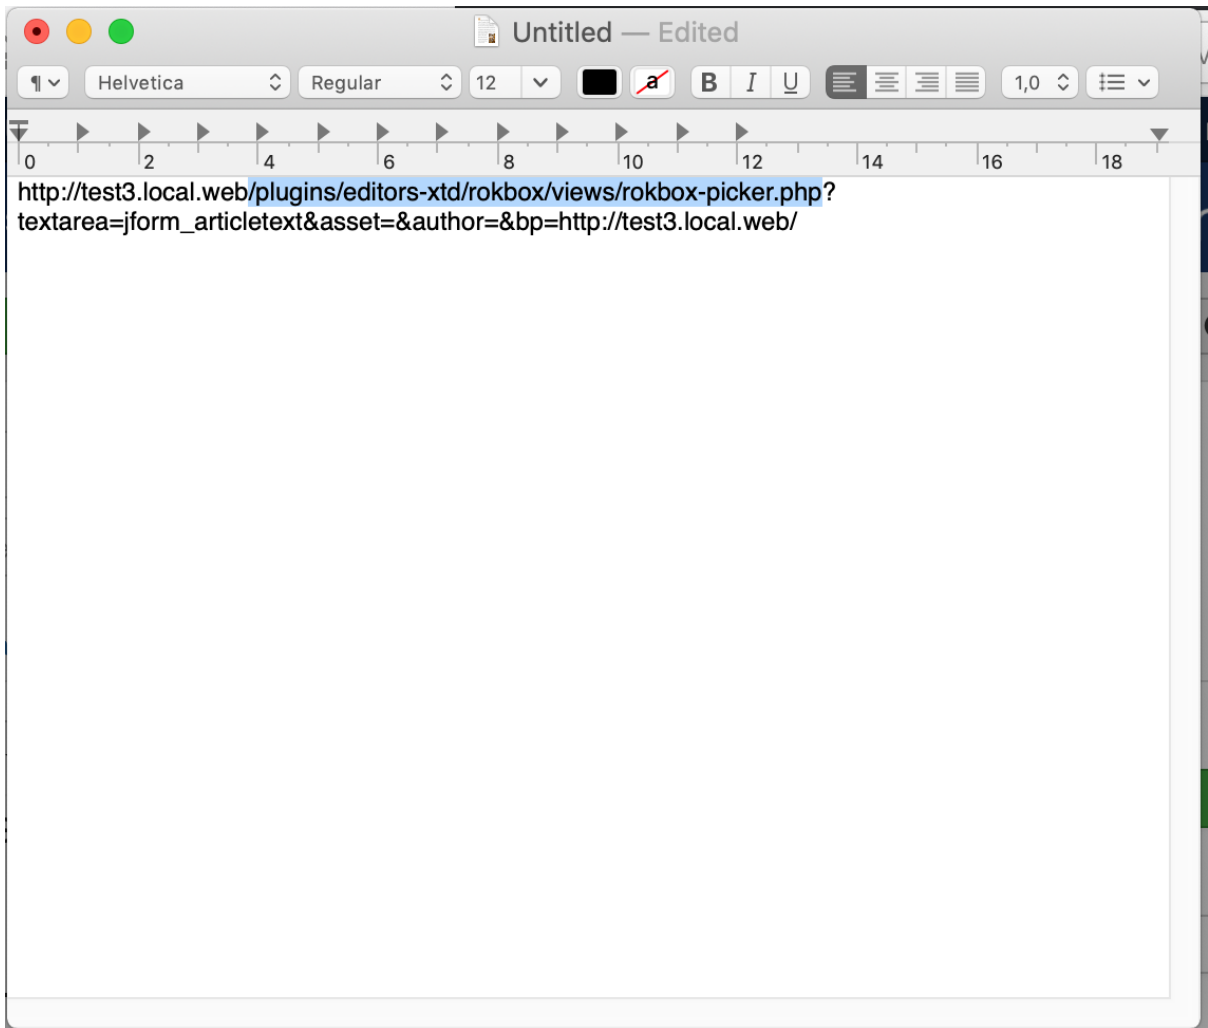 Untitled — Edited
¶ Helvetica Regular 12 a B I U 1,0
0 2 4 6 8 10 12 14 16 18
http://test3.local.web/plugins/editors-xtd/rokbox/views/rokbox-picker.php?
textarea=jform_articletext&asset=&author=&bp=http://test3.local.web/